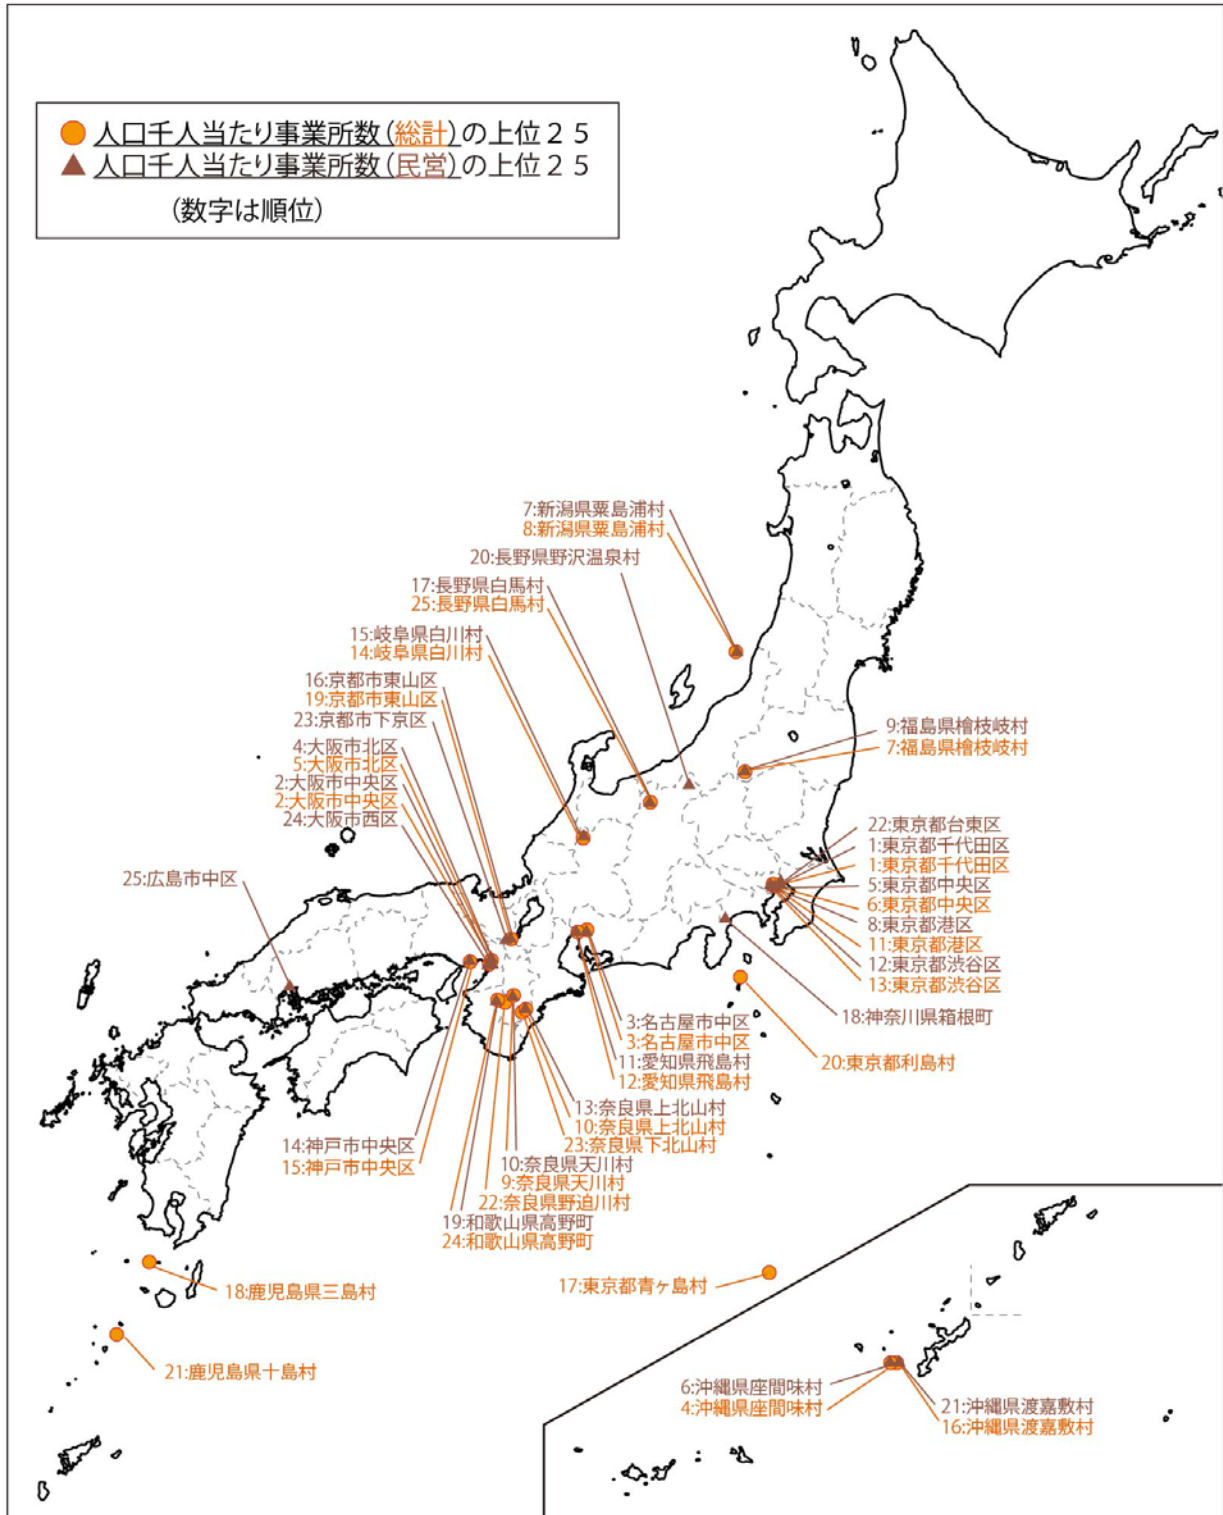 人口千人当たり事業所数(総計)の上位25
人口千人当たり事業所数(民営)の上位25
(数字は順位)
7:新潟県粟島浦村
8:新潟県粟島浦村
20:長野県野沢温泉村
17:長野県白馬村
25:長野県白馬村
15:岐阜県白川村
14:岐阜県白川村
16:京都市東山区
19:京都市東山区
23:京都市下京区
4:大阪市北区
5:大阪市北区
2:大阪市中央区
2:大阪市中央区
24:大阪市西区
25:広島市中区
9:福島県檜枝岐村
7:福島県檜枝岐村
22:東京都台東区
1:東京都千代田区
1:東京都千代田区
5:東京都中央区
6:東京都中央区
8:東京都港区
11:東京都港区
12:東京都渋谷区
13:東京都渋谷区
18:神奈川県箱根町
20:東京都利島村
3:名古屋市中区
3:名古屋市中区
11:愛知県飛島村
12:愛知県飛島村
13:奈良県上北山村
10:奈良県上北山村
23:奈良県下北山村
14:神戸市中央区
15:神戸市中央区
10:奈良県天川村
9:奈良県天川村
22:奈良県野迫川村
19:和歌山県高野町
24:和歌山県高野町
18:鹿児島県三島村
17:東京都青ヶ島村
21:鹿児島県十島村
6:沖縄県座間味村
4:沖縄県座間味村
21:沖縄県渡嘉敷村
16:沖縄県渡嘉敷村